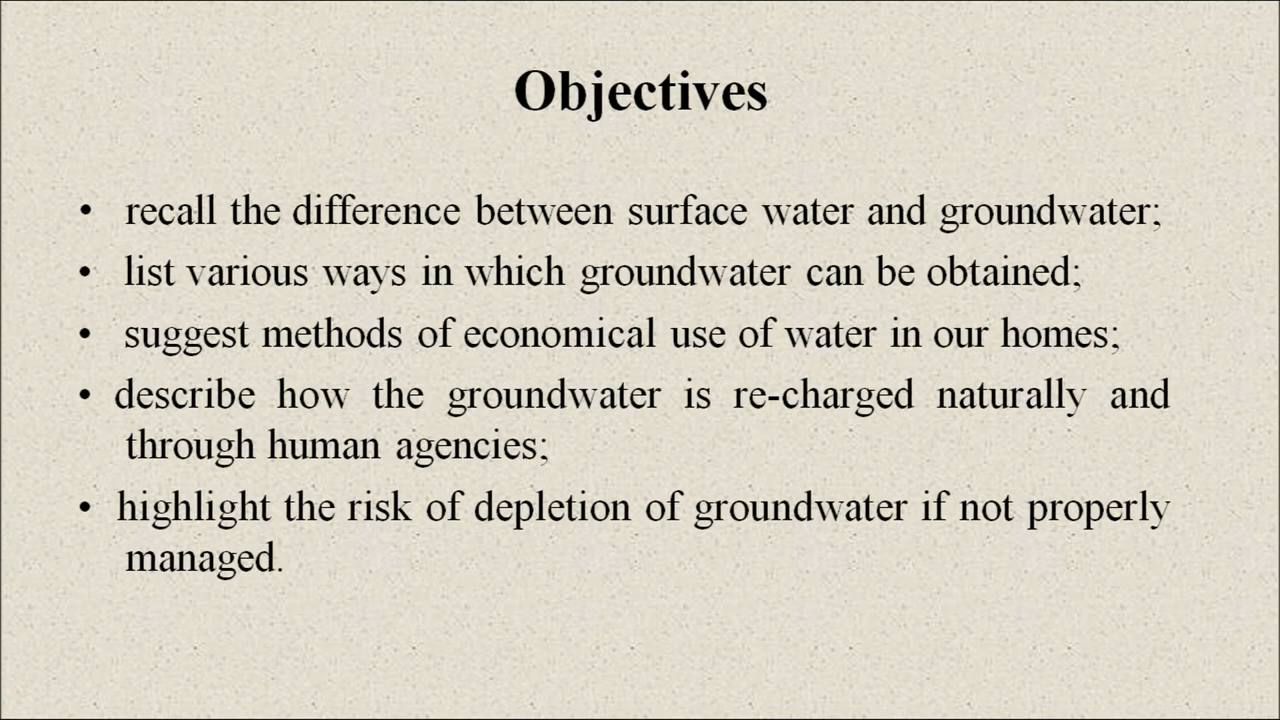 Objectives
• recall the difference between surface water and groundwater;
• list various ways in which groundwater can be obtained;
• suggest methods of economical use of water in our homes;
• describe how the groundwater is re-charged naturally and
through human agencies;
• highlight the risk of depletion of groundwater if not properly
managed.